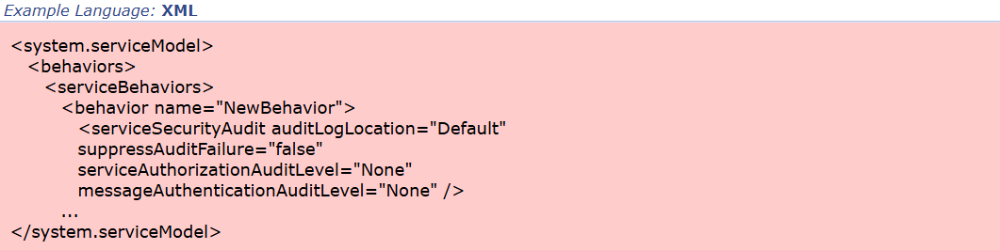 Example Language: XML
<system.serviceModel>
<behaviors>
<serviceBehaviors>
<behavior name="NewBehavior">
<serviceSecurityAudit auditLogLocation="Default"
suppressAuditFailure="false"
serviceAuthorizationAuditLevel="None"
messageAuthenticationAuditLevel="None" />
...
</system.serviceModel>